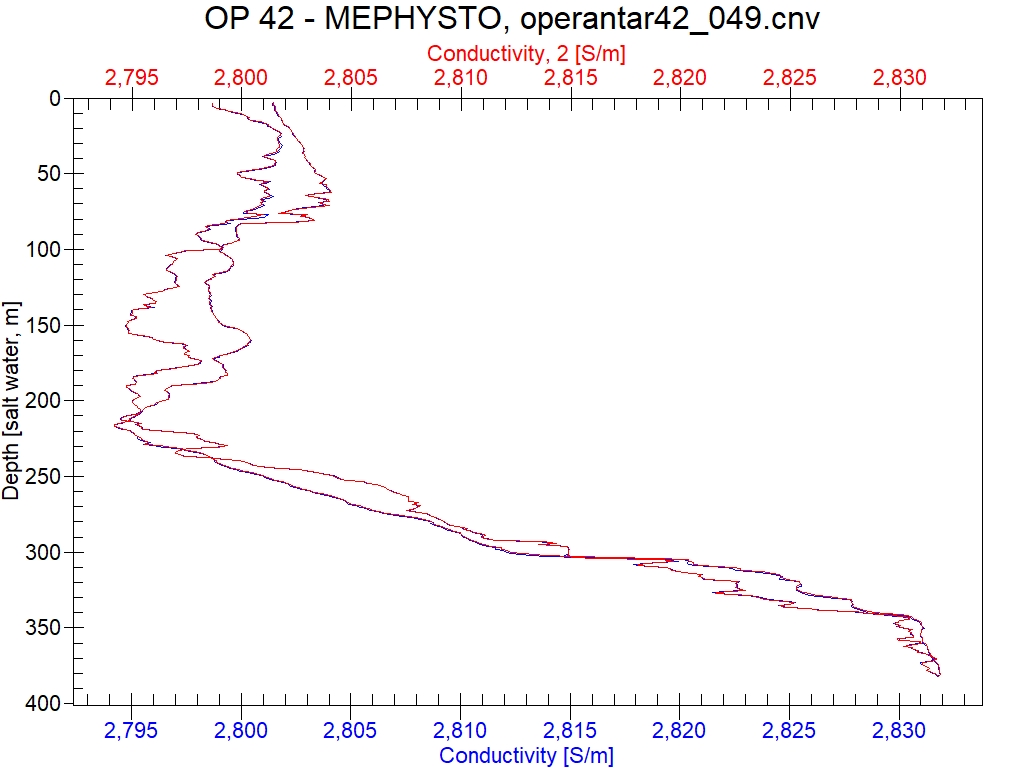 OP 42 - MEPHYSTO, operantar42_049.cnv
Conductivity, 2 [S/m]
2,795 2,800 2,805 2,810 2,815 2,820 2,825 2,830
0
50
100
150
200
250
300
350
400
Depth [salt water, m]
2,795 2,800 2,805 2,810 2,815 2,820 2,825 2,830
Conductivity [S/m]